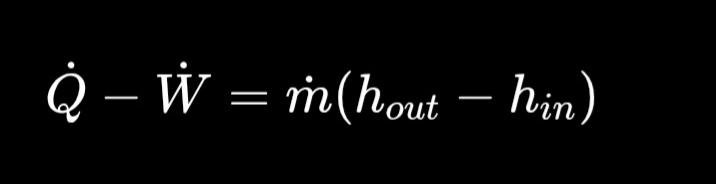 Q̇ − Ẇ = ṁ(h_out − h_in)